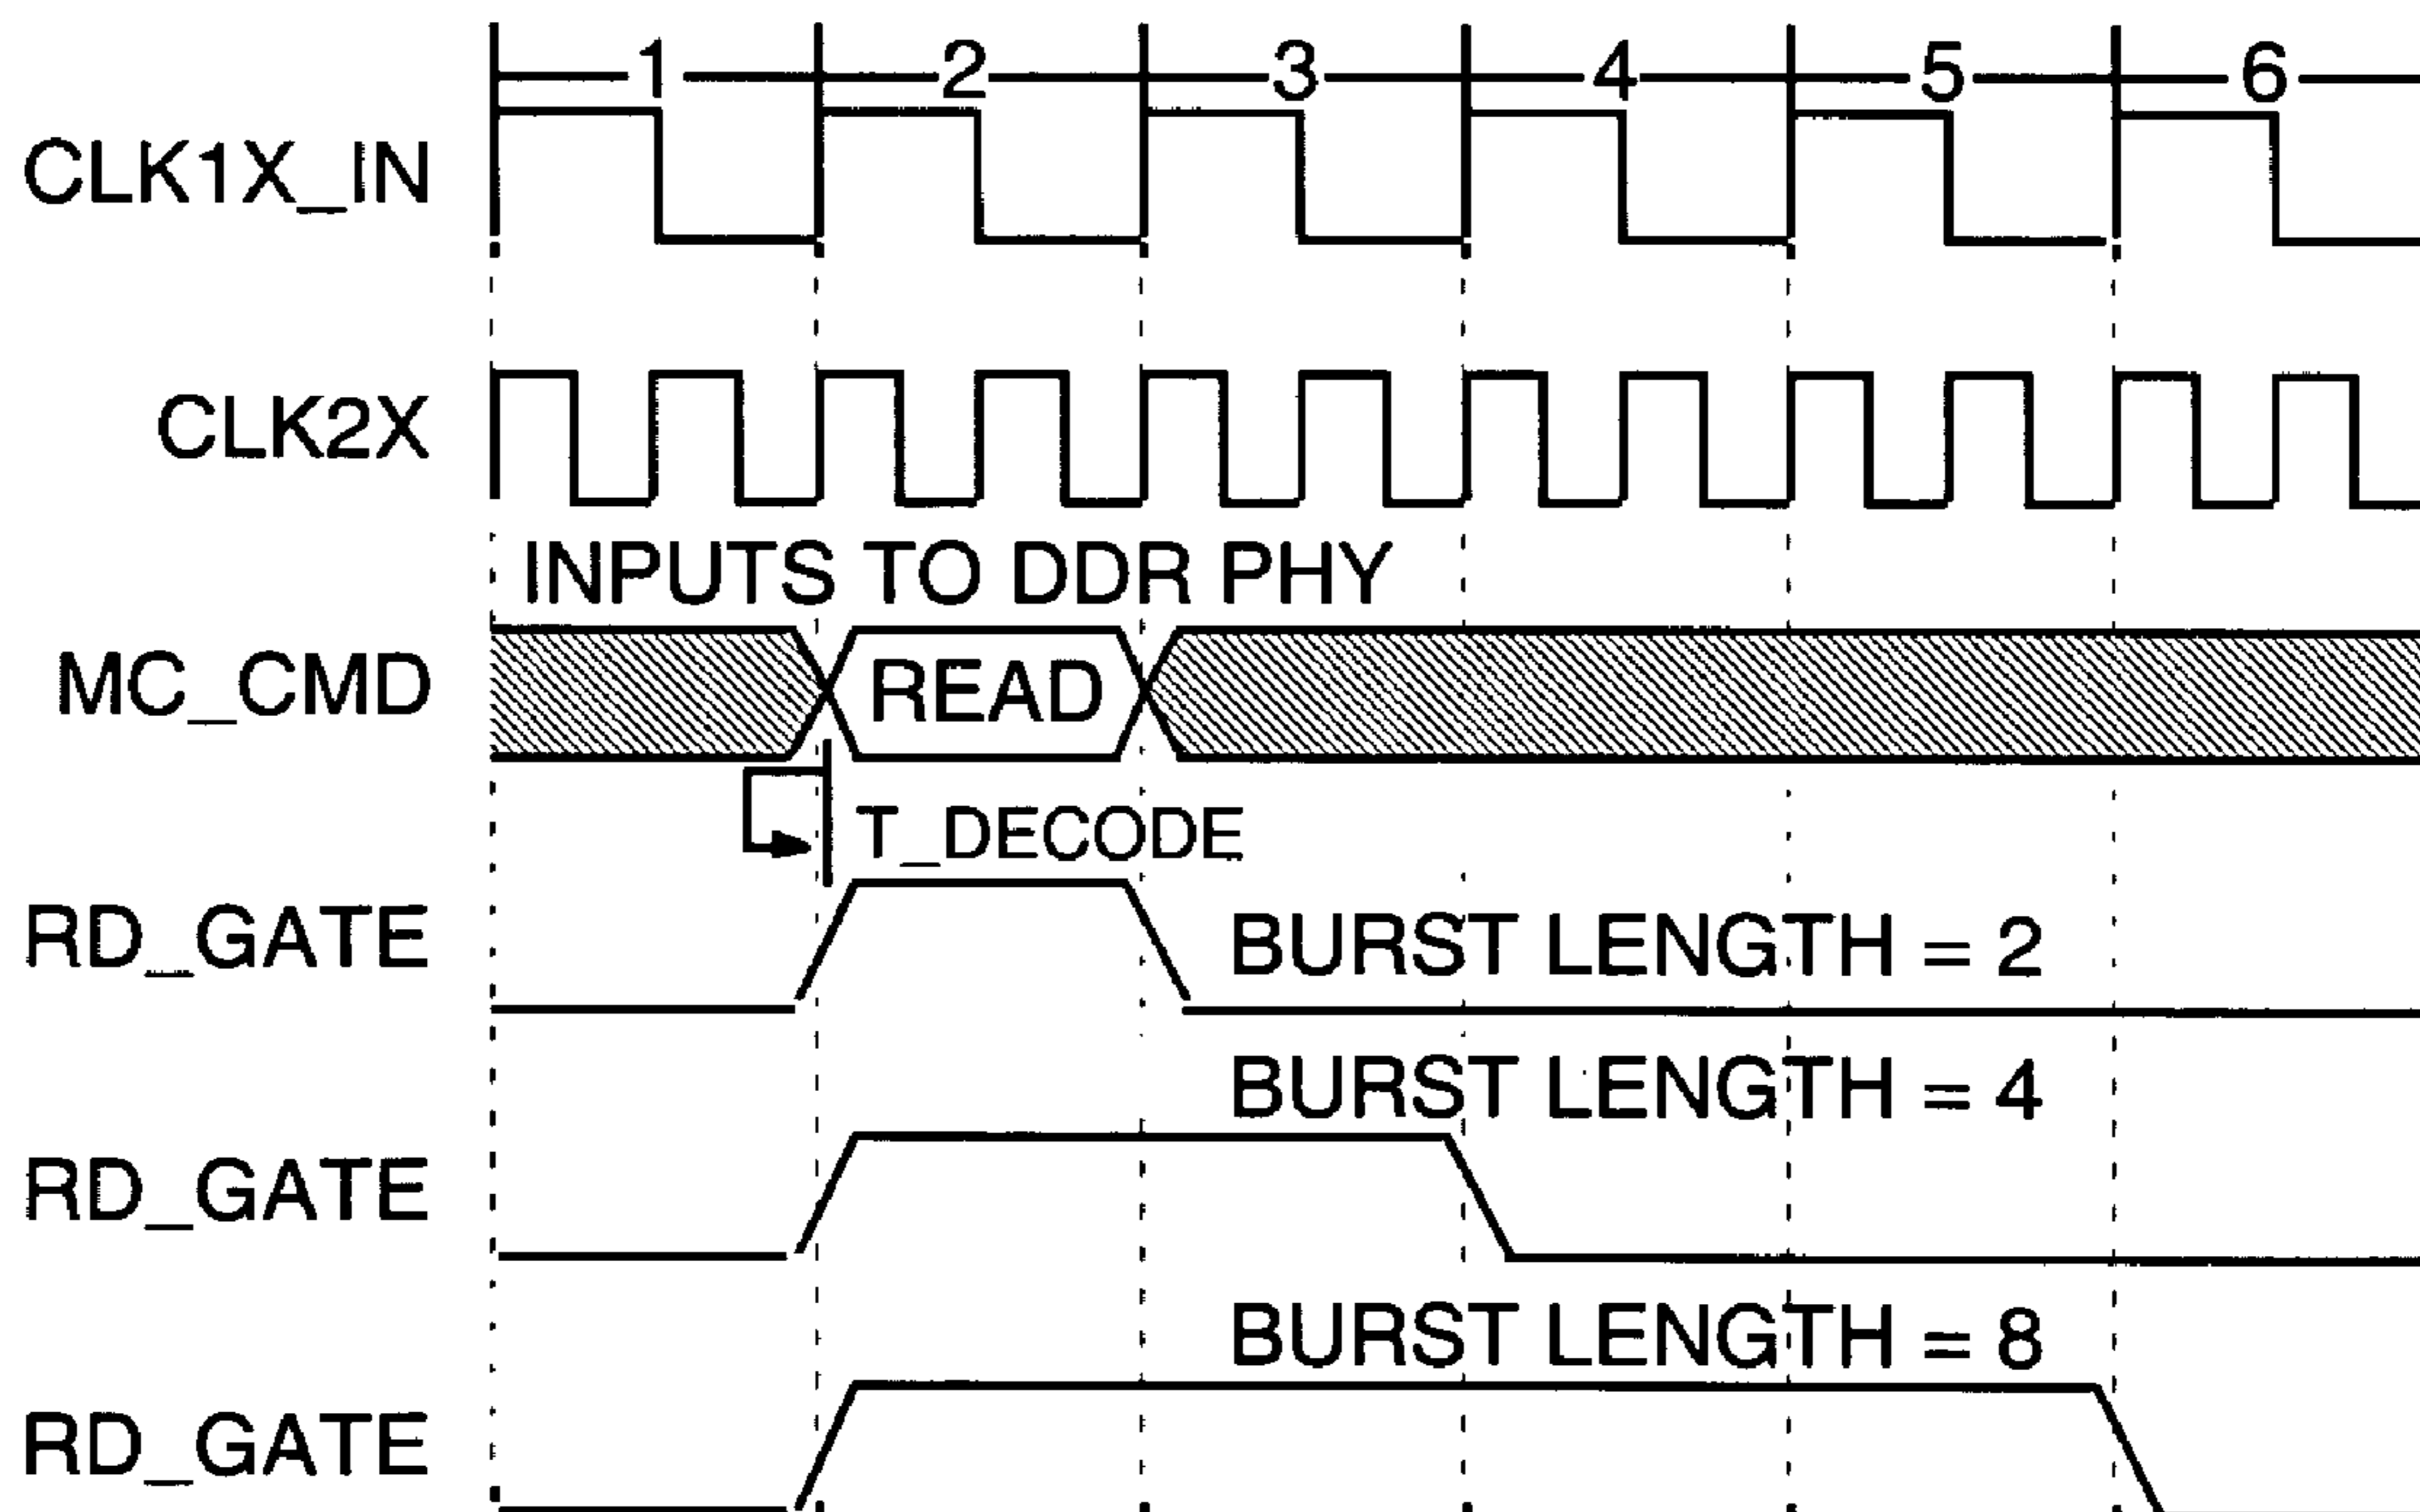 1 2 3 4 5 6
CLK1X_IN
CLK2X
INPUTS TO DDR PHY
MC_CMD READ
T_DECODE
RD_GATE BURST LENGTH = 2
BURST LENGTH = 4
RD_GATE
BURST LENGTH = 8
RD_GATE